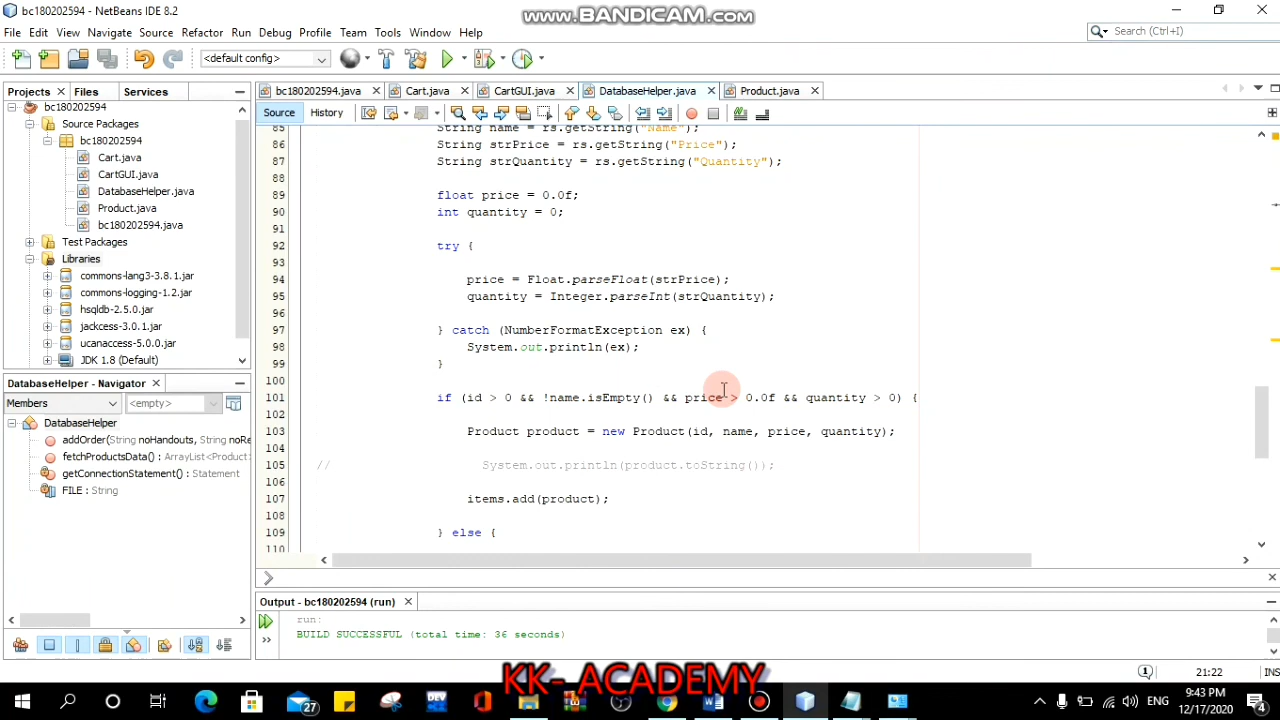 bc180202594 - NetBeans IDE 8.2
www.BANDICAM.com
File Edit View Navigate Source Refactor Run Debug Profile Team Tools Window Help
Search (Ctrl+I)
<default config>
Projects Files Services
bc180202594.java Cart.java CartGUI.java DatabaseHelper.java Product.java
Source History
bc180202594
Source Packages
bc180202594
Cart.java
CartGUI.java
DatabaseHelper.java
Product.java
bc180202594.java
Test Packages
Libraries
commons-lang3-3.8.1.jar
commons-logging-1.2.jar
hsqldb-2.5.0.jar
jackcess-3.0.1.jar
ucanaccess-5.0.0.jar
JDK 1.8 (Default)
DatabaseHelper - Navigator
Members <empty>
DatabaseHelper
addOrder(String noHandouts, String noRe
fetchProductsData() : ArrayList<Product>
getConnectionStatement() : Statement
FILE : String
85 String name = rs.getString("Name");
86 String strPrice = rs.getString("Price");
87 String strQuantity = rs.getString("Quantity");
88
89 float price = 0.0f;
90 int quantity = 0;
91
92 try {
93
94 price = Float.parseFloat(strPrice);
95 quantity = Integer.parseInt(strQuantity);
96
97 } catch (NumberFormatException ex) {
98 System.out.println(ex);
99 }
100
101 if (id > 0 && !name.isEmpty() && price > 0.0f && quantity > 0) {
102
103 Product product = new Product(id, name, price, quantity);
104
105 // System.out.println(product.toString());
106
107 items.add(product);
108
109 } else {
110
Output - bc180202594 (run)
run:
BUILD SUCCESSFUL (total time: 36 seconds)
KK- ACADEMY
1 21:22 INS
27
DEV
ENG
9:43 PM
12/17/2020
4